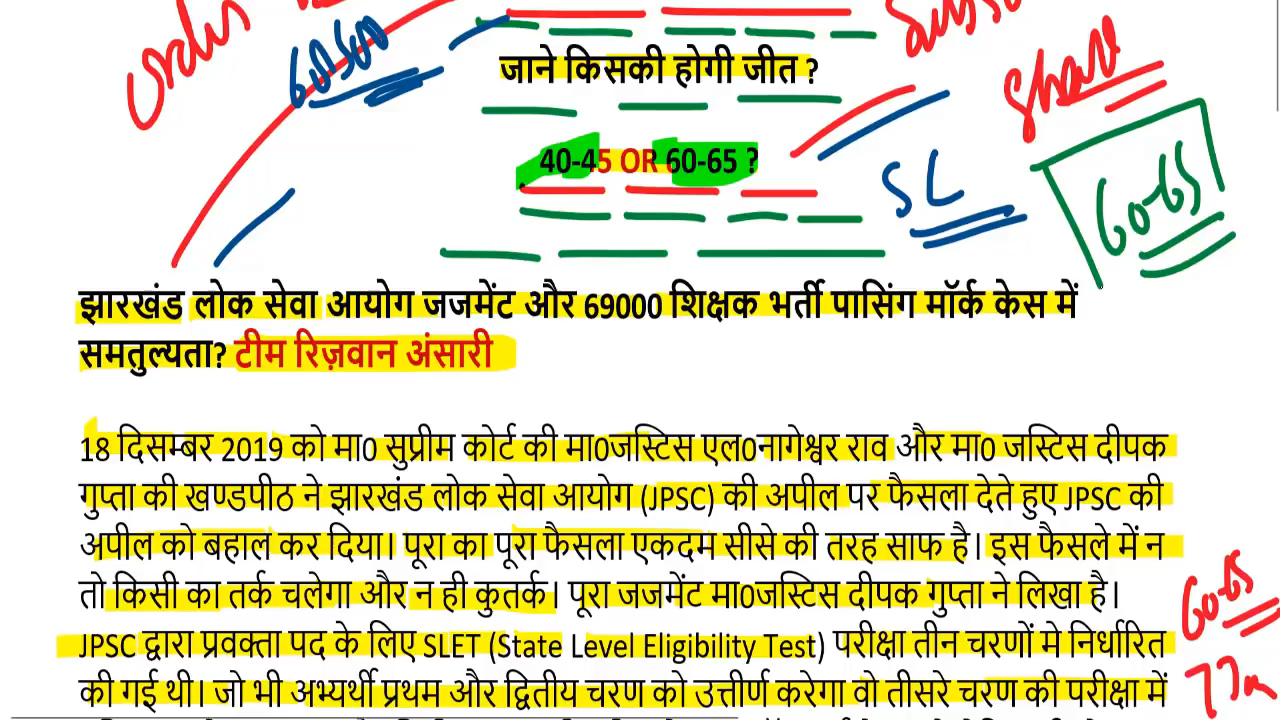 order
69000
जाने किसकी होगी जीत ?
Share
40-45 OR 60-65 ?
SC
60-65
झारखंड लोक सेवा आयोग जजमेंट और 69000 शिक्षक भर्ती पासिंग मॉर्क केस में
समतुल्यता? टीम रिज़वान अंसारी
18 दिसम्बर 2019 को मा0 सुप्रीम कोर्ट की मा0जस्टिस एल0नागेश्वर राव और मा0 जस्टिस दीपक
गुप्ता की खण्डपीठ ने झारखंड लोक सेवा आयोग (JPSC) की अपील पर फैसला देते हुए JPSC की
अपील को बहाल कर दिया। पूरा का पूरा फैसला एकदम सीसे की तरह साफ है। इस फैसले में न
तो किसी का तर्क चलेगा और न ही कुतर्क। पूरा जजमेंट मा0जस्टिस दीपक गुप्ता ने लिखा है।
60-65
JPSC द्वारा प्रवक्ता पद के लिए SLET (State Level Eligibility Test) परीक्षा तीन चरणों मे निर्धारित
की गई थी। जो भी अभ्यर्थी प्रथम और द्वितीय चरण को उत्तीर्ण करेगा वो तीसरे चरण की परीक्षा में